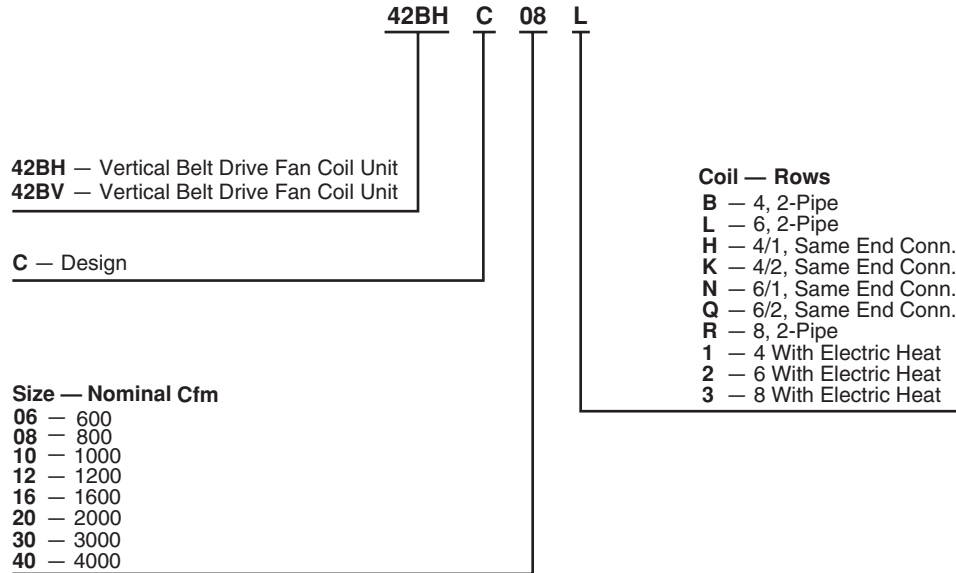 42BH C 08 L
42BH — Vertical Belt Drive Fan Coil Unit
42BV — Vertical Belt Drive Fan Coil Unit
C — Design
Size — Nominal Cfm
06 — 600
08 — 800
10 — 1000
12 — 1200
16 — 1600
20 — 2000
30 — 3000
40 — 4000
Coil — Rows
B — 4, 2-Pipe
L — 6, 2-Pipe
H — 4/1, Same End Conn.
K — 4/2, Same End Conn.
N — 6/1, Same End Conn.
Q — 6/2, Same End Conn.
R — 8, 2-Pipe
1 — 4 With Electric Heat
2 — 6 With Electric Heat
3 — 8 With Electric Heat